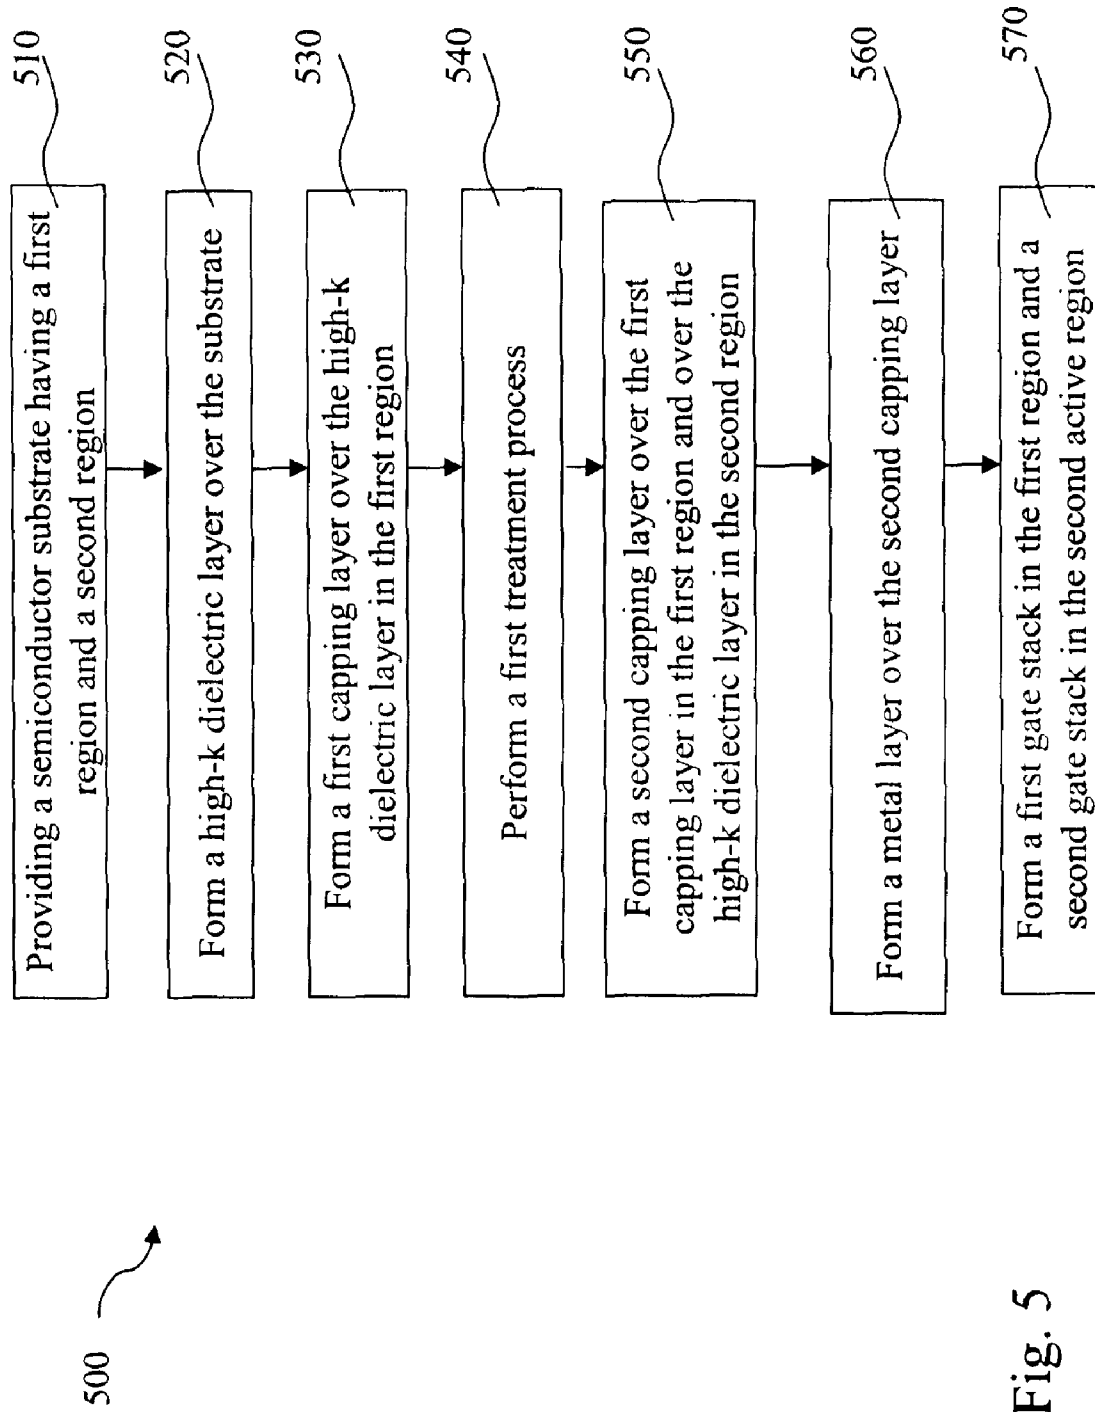 500
510
Providing a semiconductor substrate having a first
region and a second region
520
Form a high-k dielectric layer over the substrate
530
Form a first capping layer over the high-k
dielectric layer in the first region
540
Perform a first treatment process
550
Form a second capping layer over the first
capping layer in the first region and over the
high-k dielectric layer in the second region
560
Form a metal layer over the second capping layer
570
Form a first gate stack in the first region and a
second gate stack in the second active region
Fig. 5